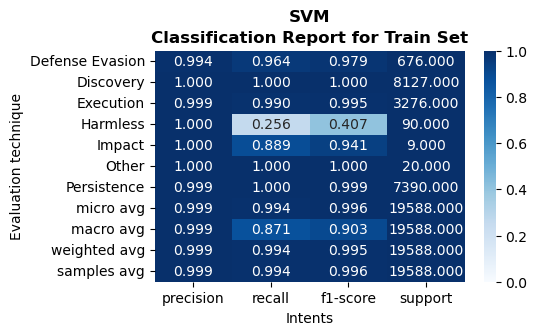 SVM
Classification Report for Train Set
Defense Evasion 0.994 0.964 0.979 676.000
Discovery 1.000 1.000 1.000 8127.000
Execution 0.999 0.990 0.995 3276.000
Harmless 1.000 0.256 0.407 90.000
Impact 1.000 0.889 0.941 9.000
Other 1.000 1.000 1.000 20.000
Persistence 0.999 1.000 0.999 7390.000
micro avg 0.999 0.994 0.996 19588.000
macro avg 0.999 0.871 0.903 19588.000
weighted avg 0.999 0.994 0.995 19588.000
samples avg 0.999 0.994 0.996 19588.000
precision recall f1-score support
Intents
Evaluation technique
1.0
0.8
0.6
0.4
0.2
0.0